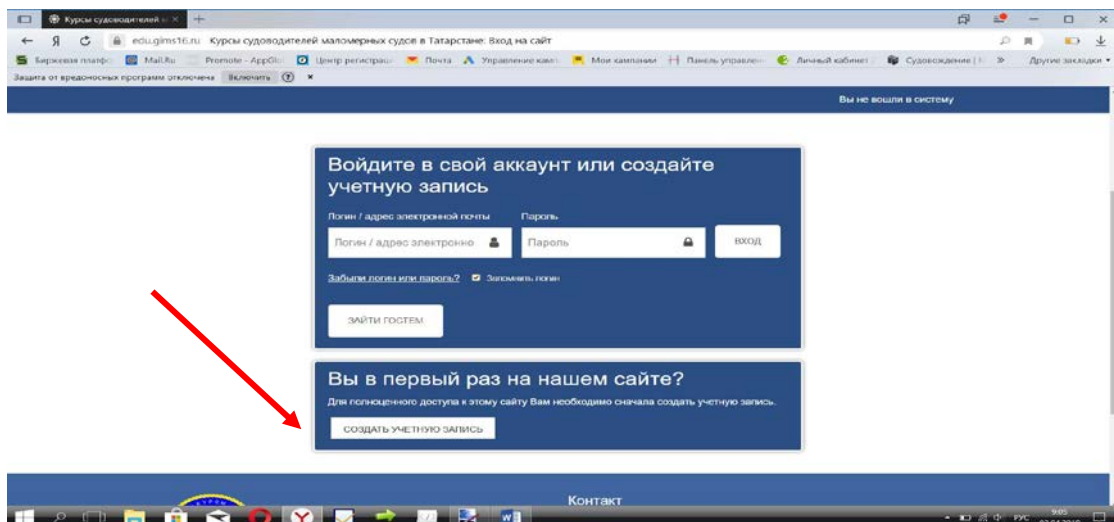 Курсы судоводителей
edu.gims16.ru Курсы судоводителей маломерных судов в Татарстане: Вход на сайт
Биржевая платф Mail.Ru Promote - AppGl Центр регистрац Почта Управление камп Мои кампании Панель управлен Личный кабинет Судовождение | Другие закладки
Защита от вредоносных программ отключена Включить
Вы не вошли в систему
Войдите в свой аккаунт или создайте
учетную запись
Логин / адрес электронной почты Пароль
Логин / адрес электронно Пароль ВХОД
Забыли логин или пароль? Запомнить логин
ЗАЙТИ ГОСТЕМ
Вы в первый раз на нашем сайте?
Для полноценного доступа к этому сайту Вам необходимо сначала создать учетную запись.
СОЗДАТЬ УЧЕТНУЮ ЗАПИСЬ
Контакт
КУРСЫ
9:05
РУС